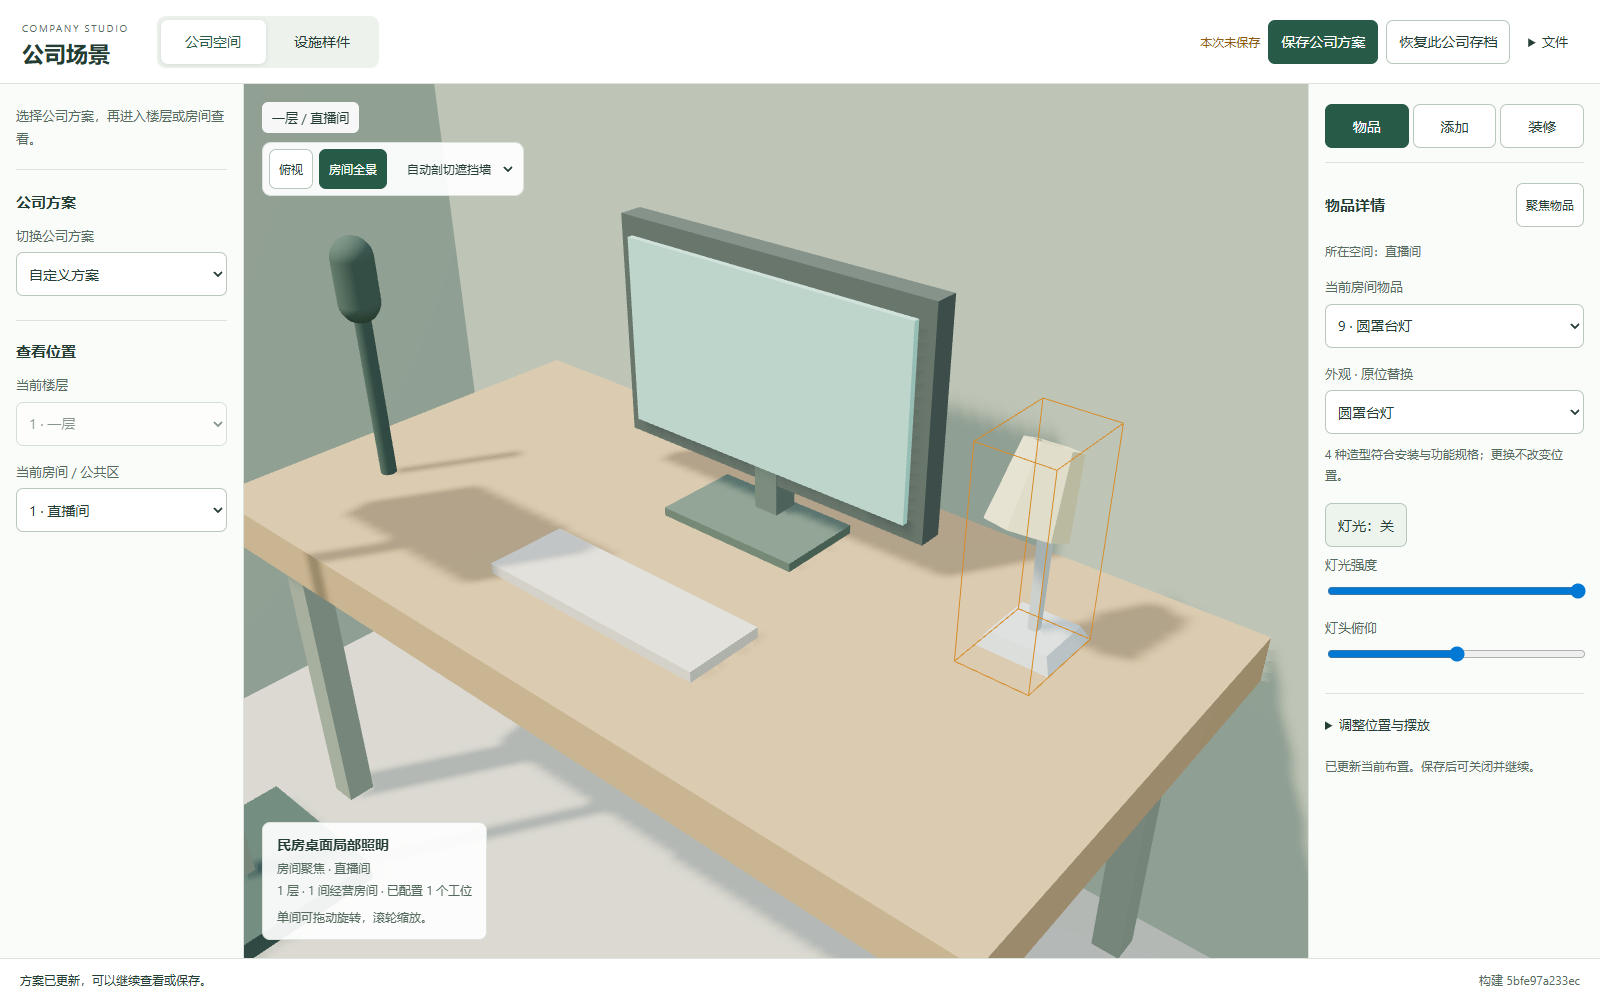 COMPANY STUDIO
公司场景
公司空间
设施样件
本次未保存
保存公司方案
恢复此公司存档
文件
选择公司方案，再进入楼层或房间查
看。
公司方案
切换公司方案
自定义方案
查看位置
当前楼层
1 · 一层
当前房间 / 公共区
1 · 直播间
一层 / 直播间
俯视
房间全景
自动剖切遮挡墙
民房桌面局部照明
房间聚焦 · 直播间
1 层 · 1 间经营房间 · 已配置 1 个工位
单间可拖动旋转，滚轮缩放。
物品
添加
装修
物品详情
聚焦物品
所在空间：直播间
当前房间物品
9 · 圆罩台灯
外观 · 原位替换
圆罩台灯
4 种造型符合安装与功能规格；更换不改变位
置。
灯光：关
灯光强度
灯头俯仰
调整位置与摆放
已更新当前布置。保存后可关闭并继续。
方案已更新，可以继续查看或保存。
构建 5bfe97a233ec